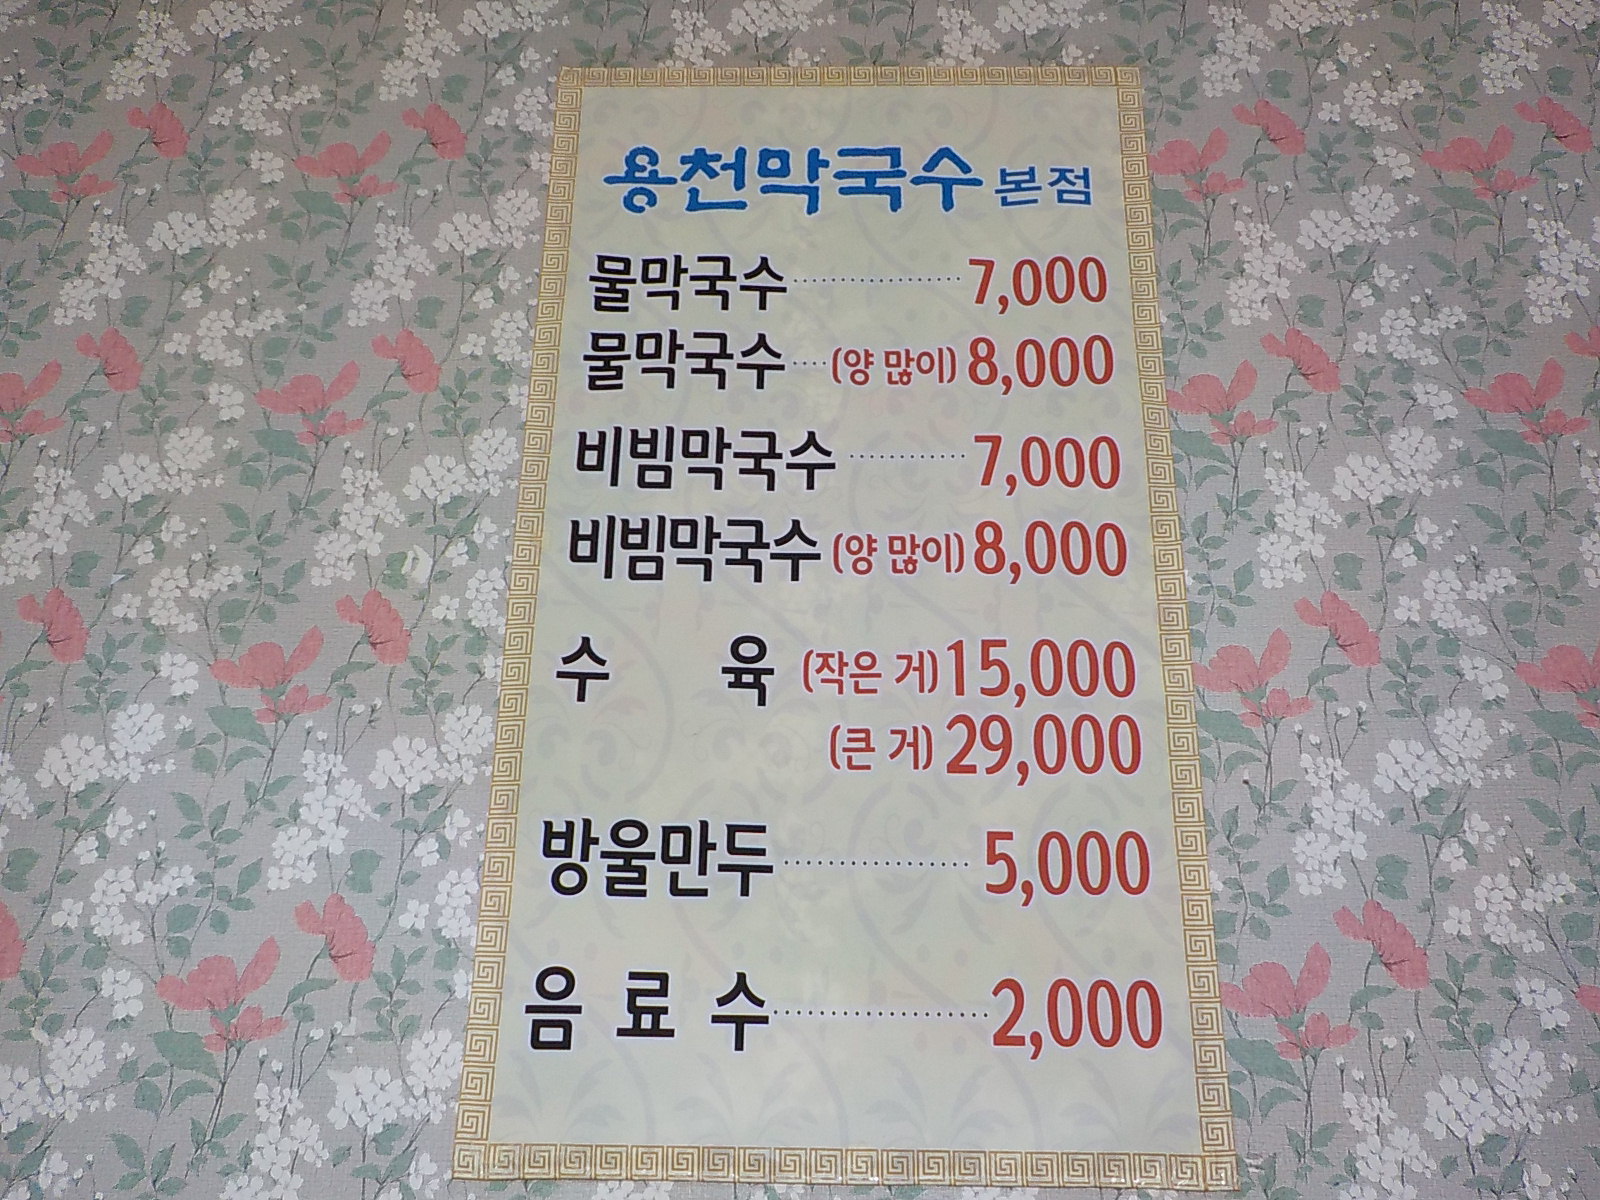 용천막국수 본점
물막국수 ················ 7,000
물막국수 ···· (양 많이) 8,000
비빔막국수 ··········· 7,000
비빔막국수 (양 많이) 8,000
수 육 (작은 거) 15,000
(큰 거) 29,000
방울만두 ················ 5,000
음 료 수 ·················· 2,000